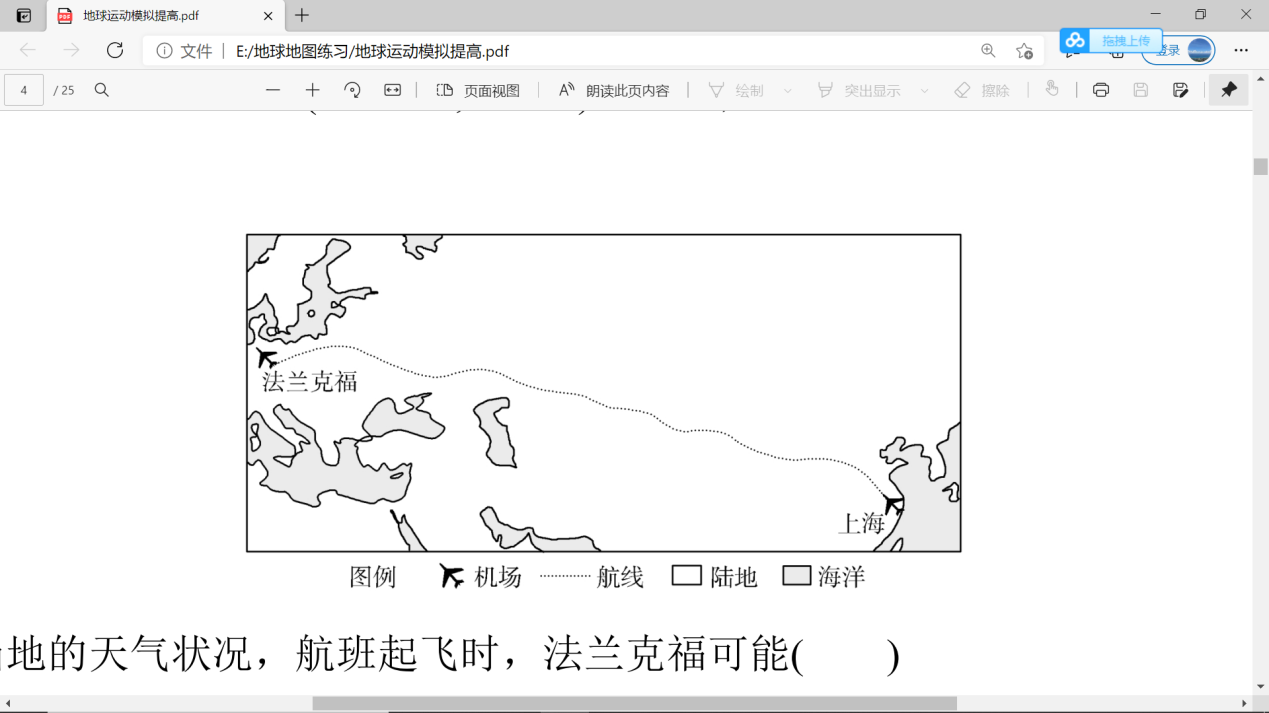 地球运动模拟提高.pdf
文件 | E:/地球地图练习/地球运动模拟提高.pdf
拖拽上传
登录
4 / 25
页面视图
朗读此页内容
绘制
突出显示
擦除
法兰克福
上海
图例 机场 航线 陆地 海洋
地的天气状况，航班起飞时，法兰克福可能( )